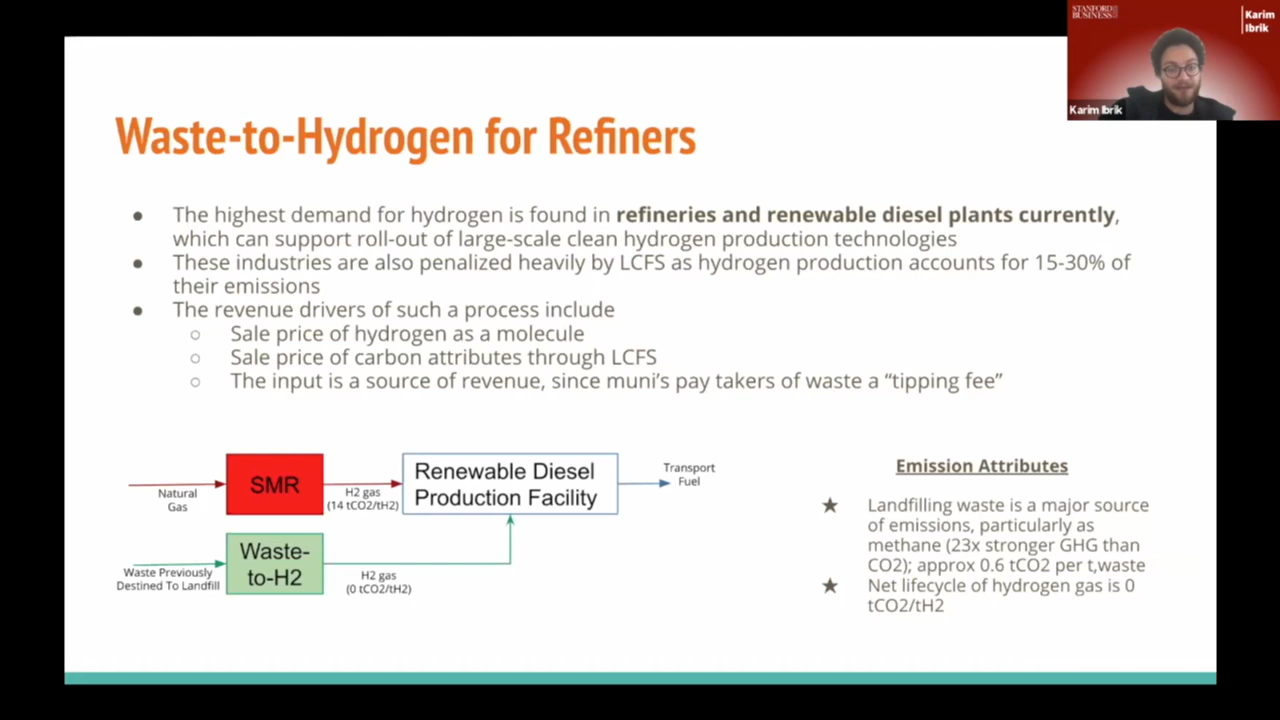 STANFORD
BUSINESS
Karim
Ibrik
Karim Ibrik
Waste-to-Hydrogen for Refiners
● The highest demand for hydrogen is found in refineries and renewable diesel plants currently,
which can support roll-out of large-scale clean hydrogen production technologies
● These industries are also penalized heavily by LCFS as hydrogen production accounts for 15-30% of
their emissions
● The revenue drivers of such a process include
○ Sale price of hydrogen as a molecule
○ Sale price of carbon attributes through LCFS
○ The input is a source of revenue, since muni's pay takers of waste a “tipping fee”
Natural
Gas
SMR
H2 gas
(14 tCO2/tH2)
Renewable Diesel
Production Facility
Transport
Fuel
Waste Previously
Destined To Landfill
Waste-
to-H2
H2 gas
(0 tCO2/tH2)
Emission Attributes
★ Landfilling waste is a major source
of emissions, particularly as
methane (23x stronger GHG than
CO2); approx 0.6 tCO2 per t,waste
★ Net lifecycle of hydrogen gas is 0
tCO2/tH2